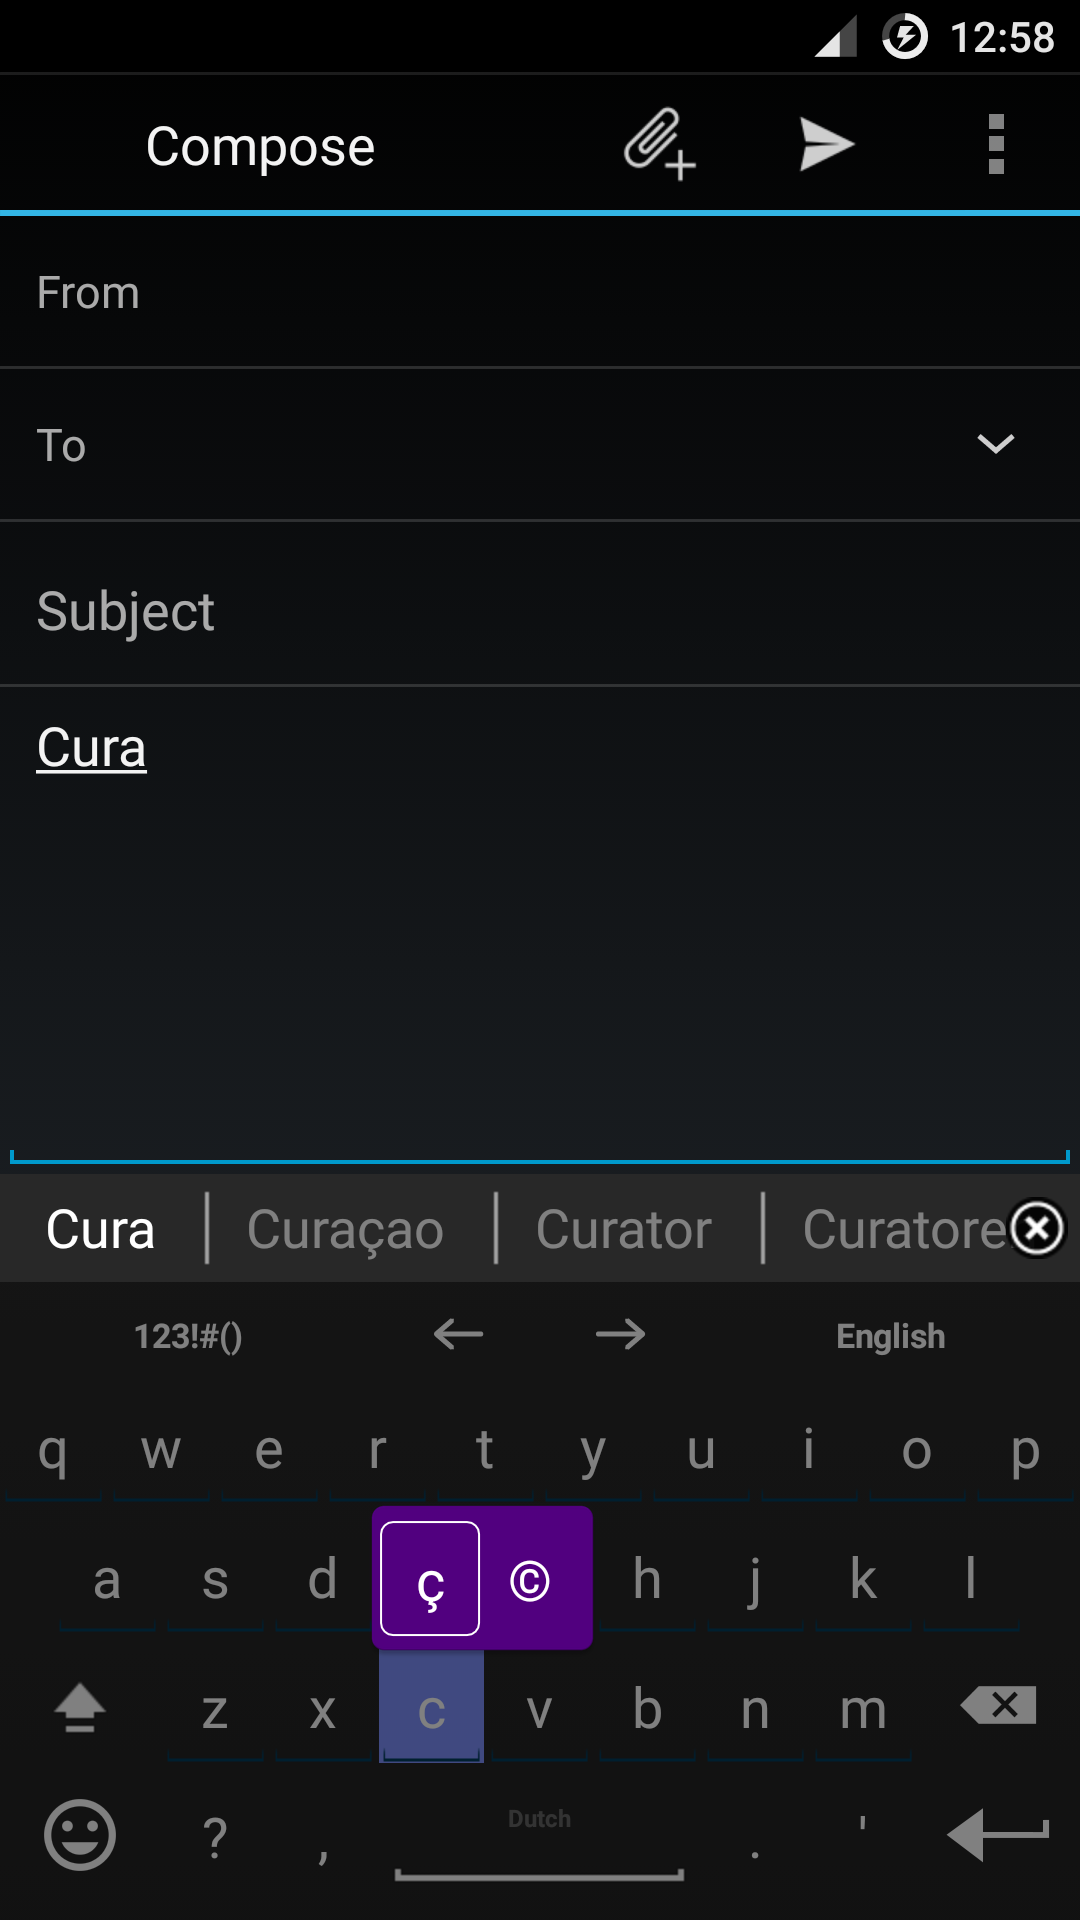 12:58
Compose
From
To
Subject
Cura
Cura Curaçao Curator Curatore
123!#() English
q w e r t y u i o p
a s d ç © h j k l
z x c v b n m
Dutch
? , . '